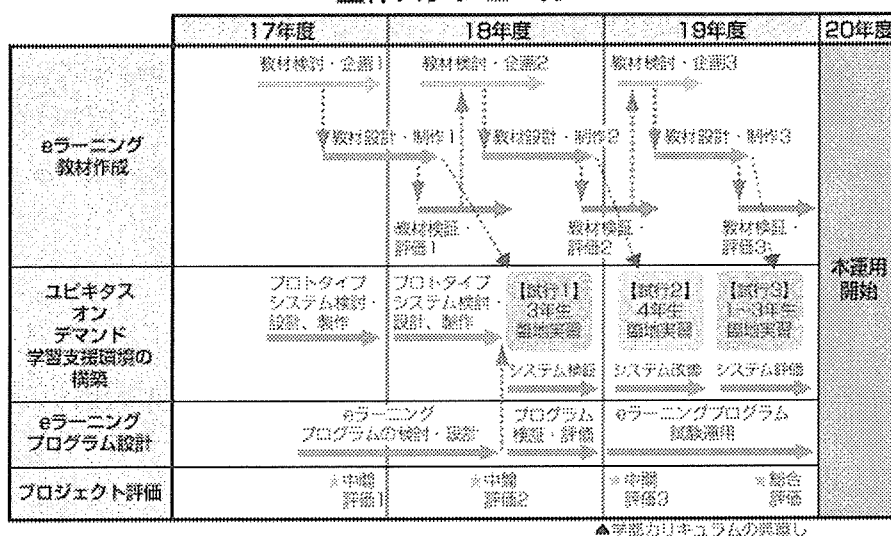 17年度 18年度 19年度 20年度
eラーニング
教材作成
教材検討・企画1 教材検討・企画2 教材検討・企画3
教材設計・制作1 教材設計・制作2 教材設計・制作3
教材検証・
評価1
教材検証・
評価2
教材検証・
評価3
ユビキタス
オン
デマンド
学習支援環境の
構築
プロトタイプ
システム検討・
設計、製作
プロトタイプ
システム検討・
設計、製作
【試行1】
3年生
臨地実習
【試行2】
4年生
臨地実習
【試行3】
1~3年生
臨地実習
システム検証 システム改善 システム評価
eラーニング
プログラム設計
eラーニング
プログラムの検討・設計
プログラム
検証・評価
eラーニングプログラム
試験運用
プロジェクト評価
★中間
評価1
★中間
評価2
★中間
評価3
★総合
評価
本運用
開始
学部カリキュラムの見直し